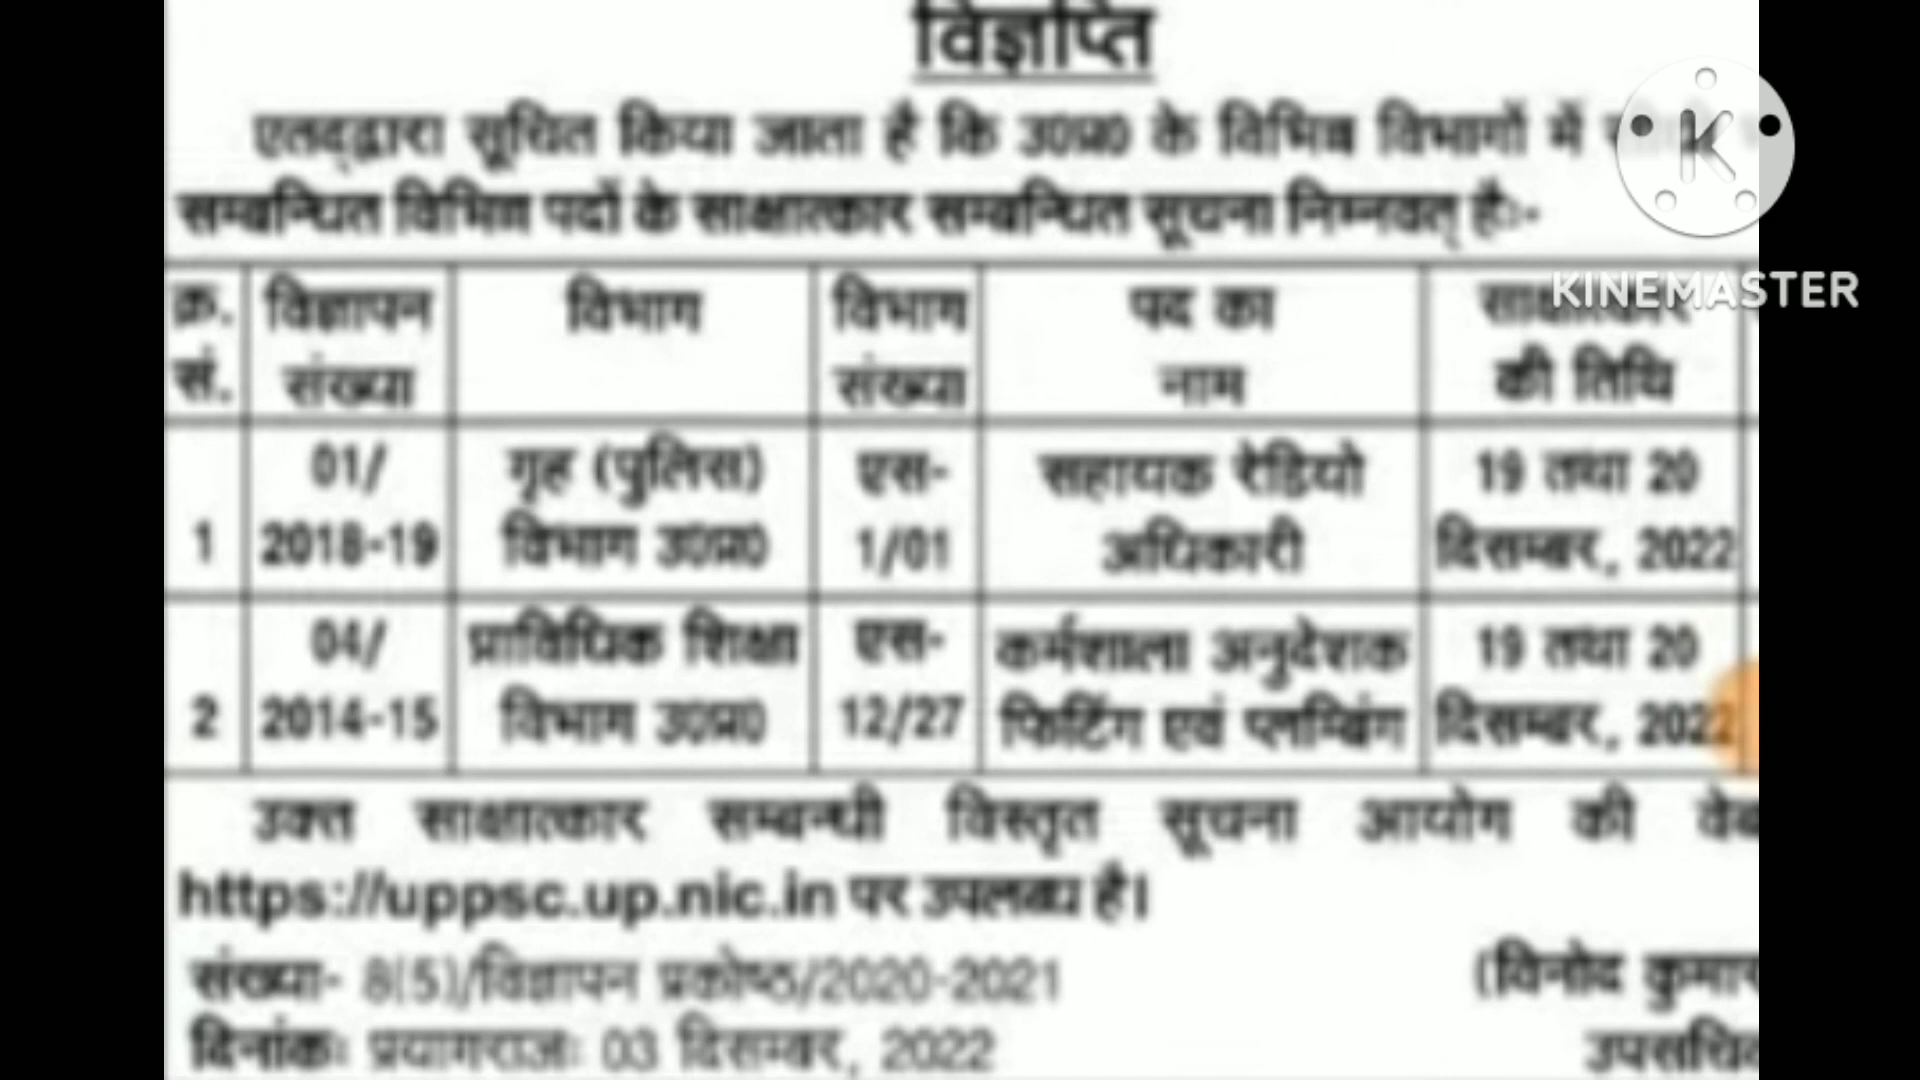 विज्ञप्ति
एतद्द्वारा सूचित किया जाता है कि उ0प्र0 के विभिन्न विभागों में
सम्बन्धित विभिन्न पदों के साक्षात्कार सम्बन्धित सूचना निम्नवत् हैः-
क्र. सं. विज्ञापन संख्या विभाग विभाग संख्या पद का नाम साक्षात्कार की तिथि
1 01/ 2018-19 गृह (पुलिस) विभाग उ0प्र0 एस- 1/01 सहायक रेडियो अधिकारी 19 तथा 20 दिसम्बर, 2022
2 04/ 2014-15 प्राविधिक शिक्षा विभाग उ0प्र0 एस- 12/27 कर्मशाला अनुदेशक फिटिंग एवं प्लम्बिंग 19 तथा 20 दिसम्बर, 2022
उक्त साक्षात्कार सम्बन्धी विस्तृत सूचना आयोग की
https://uppsc.up.nic.in पर उपलब्ध है।
संख्या- 8(5)/विज्ञापन प्रकोष्ठ/2020-2021
(विनोद कुमार
दिनांकः प्रयागराजः 03 दिसम्बर, 2022
K
KINEMASTER